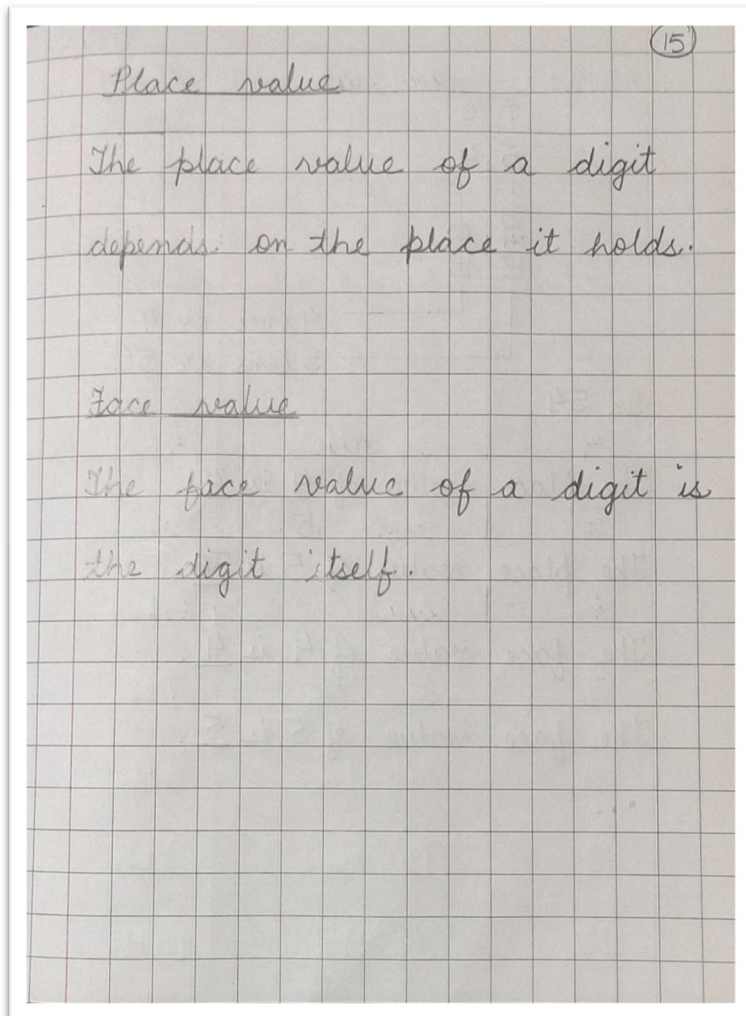 15
Place value
The place value of a digit
depends on the place it holds.
Face value
The face value of a digit is
the digit itself.